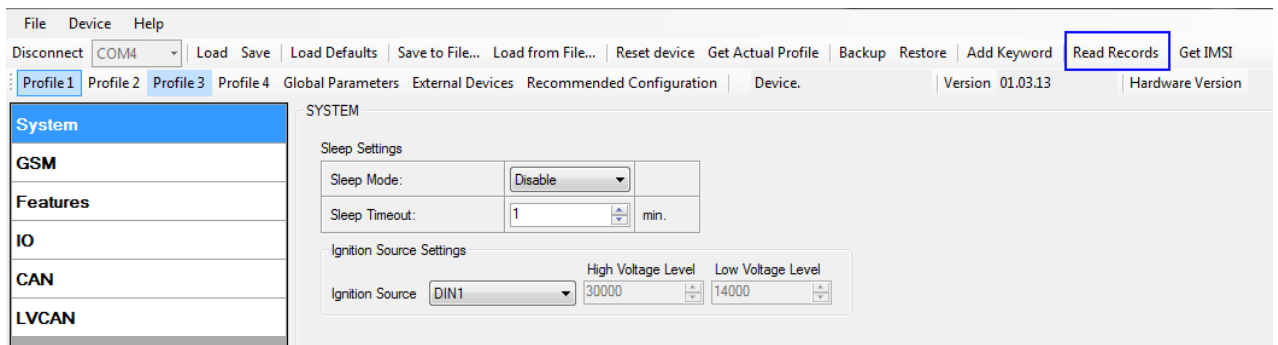 File Device Help
Disconnect COM4 Load Save Load Defaults Save to File... Load from File... Reset device Get Actual Profile Backup Restore Add Keyword Read Records Get IMSI
Profile 1 Profile 2 Profile 3 Profile 4 Global Parameters External Devices Recommended Configuration Device. Version 01.03.13 Hardware Version
System
GSM
Features
IO
CAN
LVCAN
SYSTEM
Sleep Settings
Sleep Mode: Disable
Sleep Timeout: 1 min.
Ignition Source Settings
High Voltage Level Low Voltage Level
Ignition Source DIN1 30000 14000